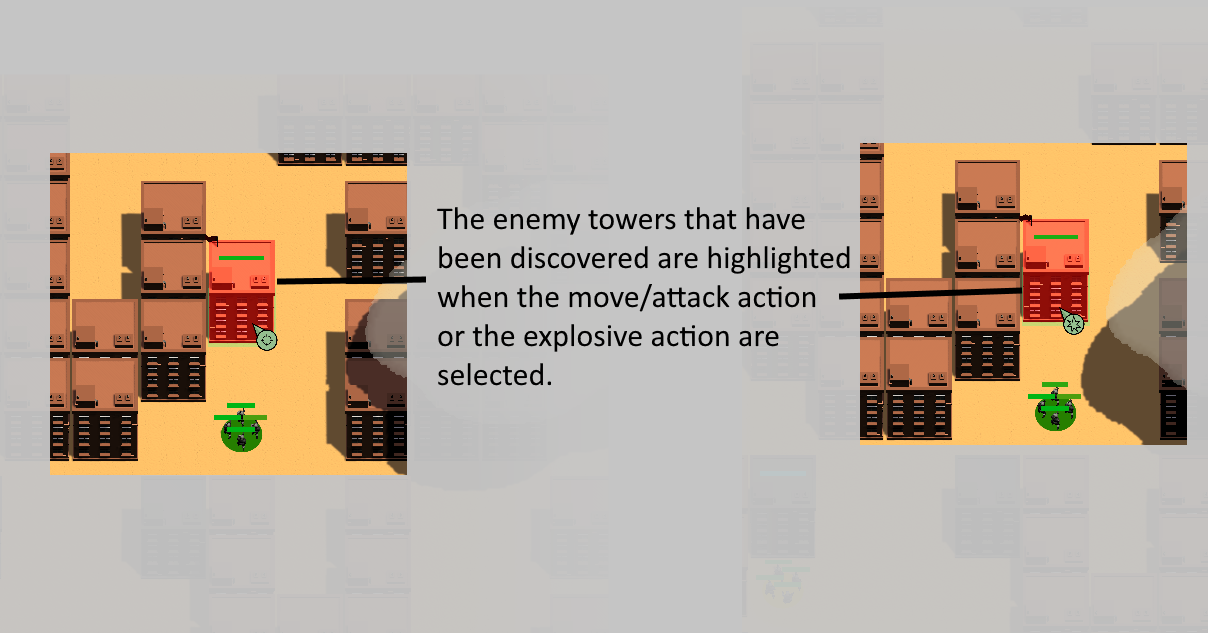 The enemy towers that have
been discovered are highlighted
when the move/attack action
or the explosive action are
selected.